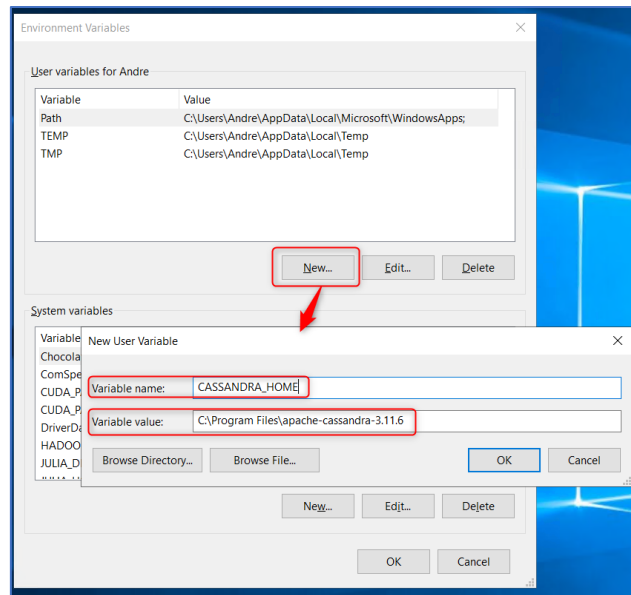 Environment Variables
User variables for Andre
Variable Value
Path C:\Users\Andre\AppData\Local\Microsoft\WindowsApps;
TEMP C:\Users\Andre\AppData\Local\Temp
TMP C:\Users\Andre\AppData\Local\Temp
New... Edit... Delete
System variables
Variable
New User Variable
Chocola
ComSpe
Variable name: CASSANDRA_HOME
CUDA_P
CUDA_P
Variable value: C:\Program Files\apache-cassandra-3.11.6
DriverDa
HADOO
JULIA_D
Browse Directory... Browse File... OK Cancel
New... Edit... Delete
OK Cancel